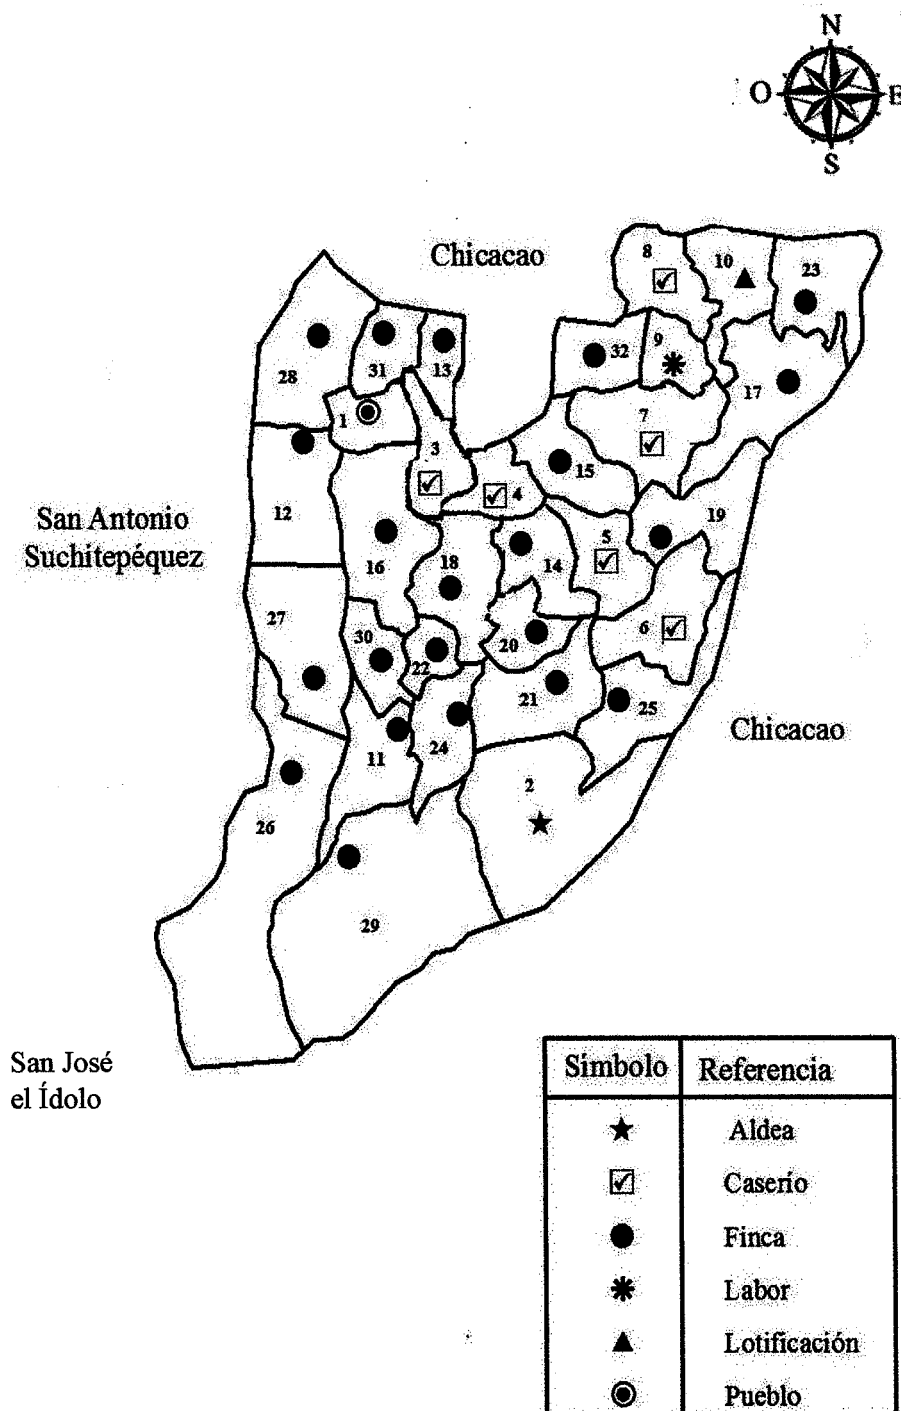 N
O E
S
Chicacao
8
10
23
28
31
13
32
9
17
1
3
7
4
15
12
San Antonio
Suchitepéquez
16
18
14
5
19
27
30
22
20
6
21
25
11
24
Chicacao
2
26
29
San José
el Ídolo
Símbolo Referencia
Aldea
Caserío
Finca
Labor
Lotificación
Pueblo